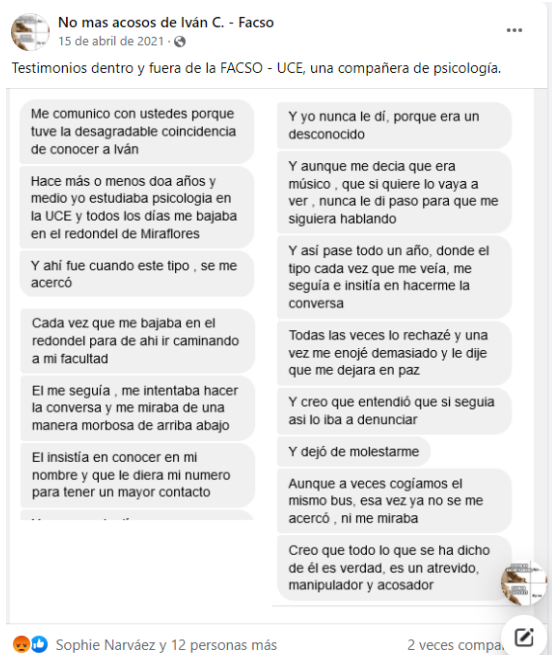 No mas acosos de Iván C. - Facso
15 de abril de 2021 ·
Testimonios dentro y fuera de la FACSO - UCE, una compañera de psicología.
Me comunico con ustedes porque
tuve la desagradable coincidencia
de conocer a Iván
Hace más o menos doa años y
medio yo estudiaba psicologia en
la UCE y todos los días me bajaba
en el redondel de Miraflores
Y ahí fue cuando este tipo , se me
acercó
Cada vez que me bajaba en el
redondel para de ahi ir caminando
a mi facultad
El me seguía , me intentaba hacer
la conversa y me miraba de una
manera morbosa de arriba abajo
El insistía en conocer en mi
nombre y que le diera mi numero
para tener un mayor contacto
Y yo nunca le dí, porque era un
desconocido
Y aunque me decia que era
músico , que si quiere lo vaya a
ver , nunca le di paso para que me
siguiera hablando
Y así pase todo un año, donde el
tipo cada vez que me veía, me
seguía e insitía en hacerme la
conversa
Todas las veces lo rechazé y una
vez me enojé demasiado y le dije
que me dejara en paz
Y creo que entendió que si seguia
asi lo iba a denunciar
Y dejó de molestarme
Aunque a veces cogíamos el
mismo bus, esa vez ya no se me
acercó , ni me miraba
Creo que todo lo que se ha dicho
de él es verdad, es un atrevido,
manipulador y acosador
Sophie Narváez y 12 personas más
2 veces compa